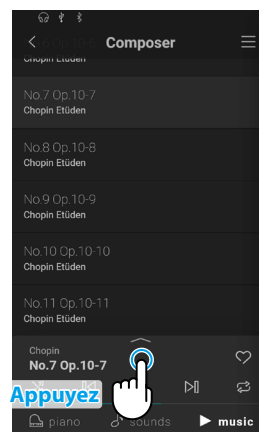 Composer
Chopin Etüden
No.7 Op.10-7
Chopin Etüden
No.8 Op.10-8
Chopin Etüden
No.9 Op.10-9
Chopin Etüden
No.10 Op.10-10
Chopin Etüden
No.11 Op.10-11
Chopin Etüden
Chopin
No.7 Op.10-7
Appuyez
piano
sounds
music